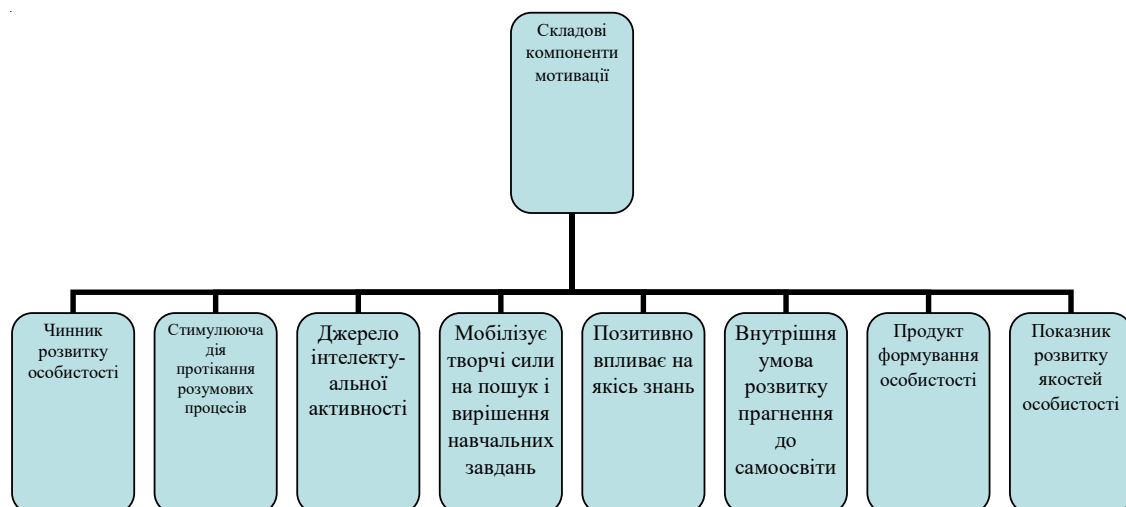 Складові
компоненти
мотивації
Чинник
розвитку
особистості
Стимулююча
дія
протікання
розумових
процесів
Джерело
інтелекту-
альної
активності
Мобілізує
творчі сили
на пошук і
вирішення
навчальних
завдань
Позитивно
впливає на
якісь знань
Внутрішня
умова
розвитку
прагнення
до
самоосвіти
Продукт
формування
особистості
Показник
розвитку
якостей
особистості